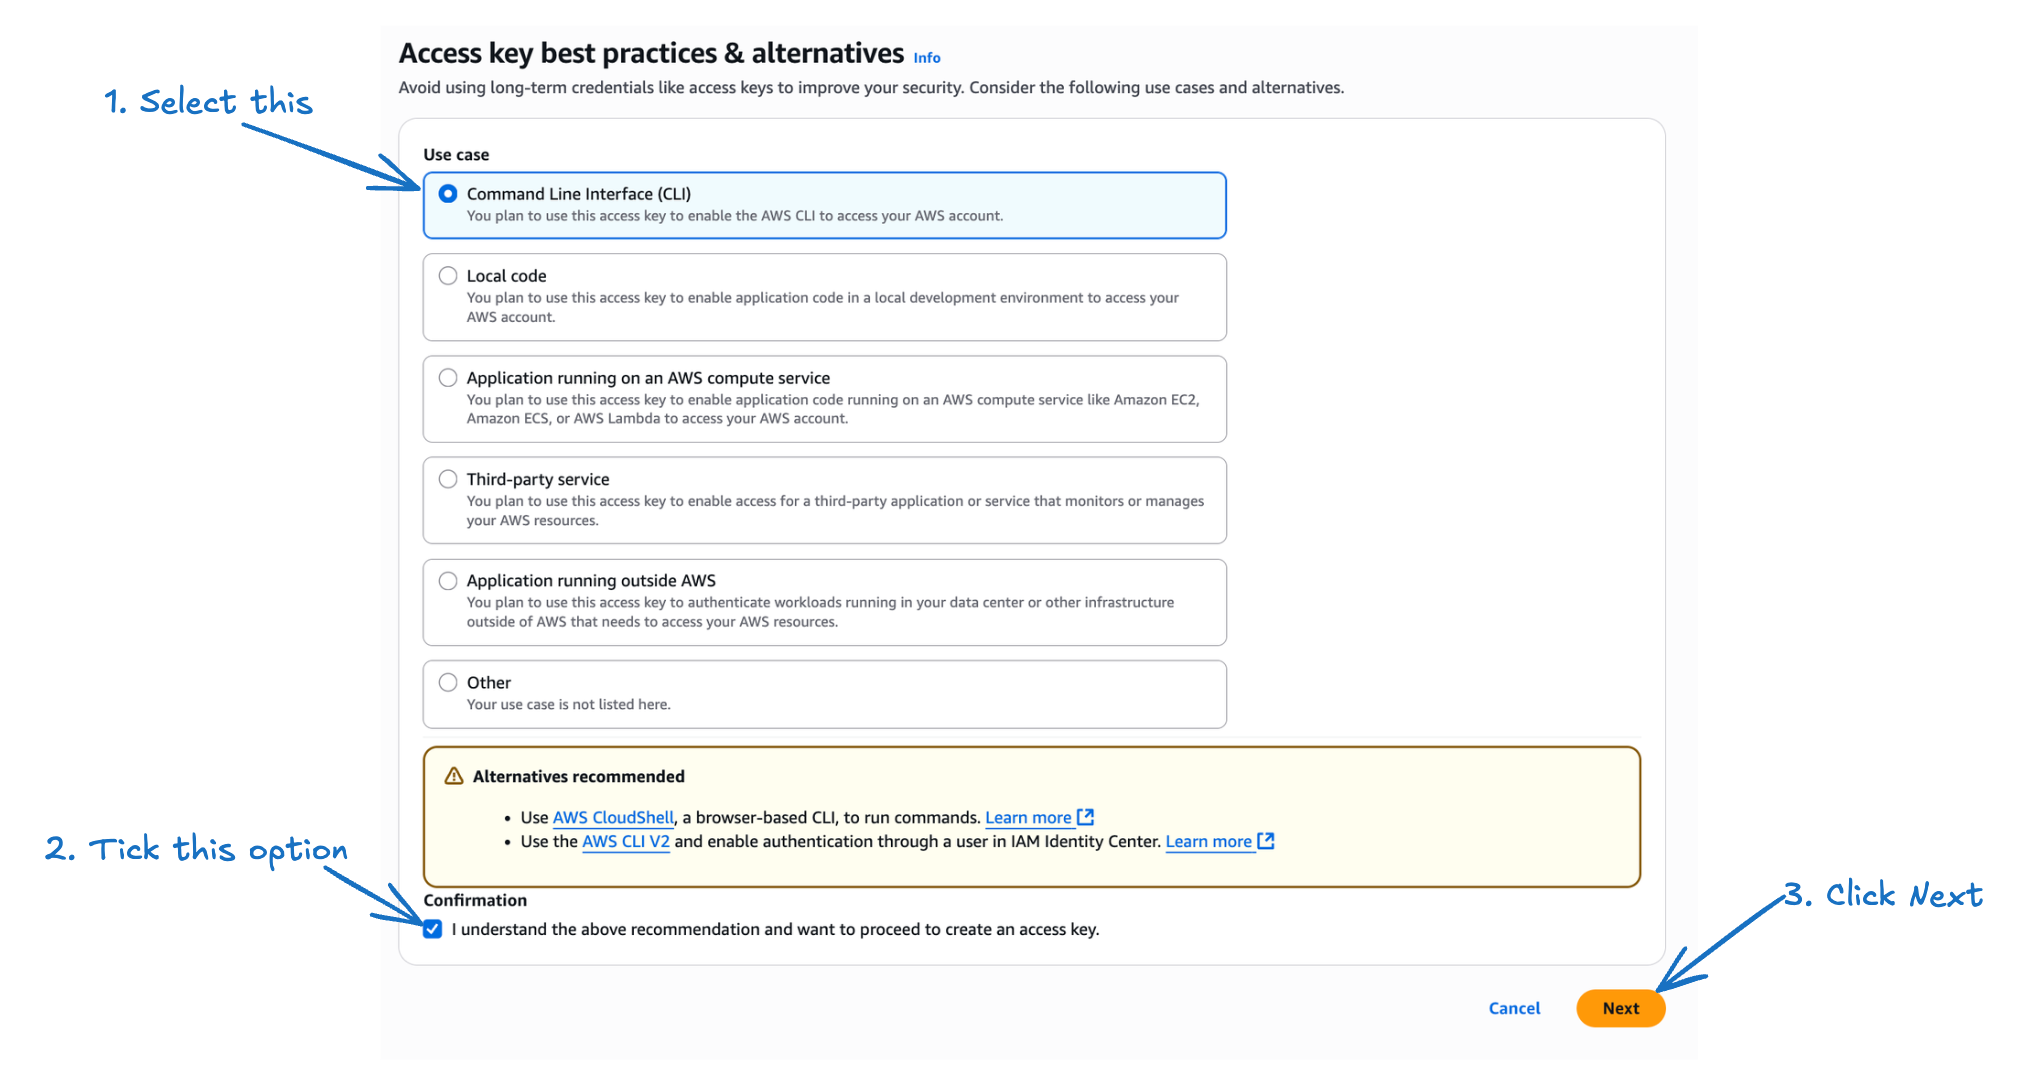 Access key best practices & alternatives Info
Avoid using long-term credentials like access keys to improve your security. Consider the following use cases and alternatives.
1. Select this
Use case
Command Line Interface (CLI)
You plan to use this access key to enable the AWS CLI to access your AWS account.
Local code
You plan to use this access key to enable application code in a local development environment to access your
AWS account.
Application running on an AWS compute service
You plan to use this access key to enable application code running on an AWS compute service like Amazon EC2,
Amazon ECS, or AWS Lambda to access your AWS account.
Third-party service
You plan to use this access key to enable access for a third-party application or service that monitors or manages
your AWS resources.
Application running outside AWS
You plan to use this access key to authenticate workloads running in your data center or other infrastructure
outside of AWS that needs to access your AWS resources.
Other
Your use case is not listed here.
Alternatives recommended
• Use AWS CloudShell, a browser-based CLI, to run commands. Learn more
• Use the AWS CLI V2 and enable authentication through a user in IAM Identity Center. Learn more
2. Tick this option
Confirmation
I understand the above recommendation and want to proceed to create an access key.
3. Click Next
Cancel
Next